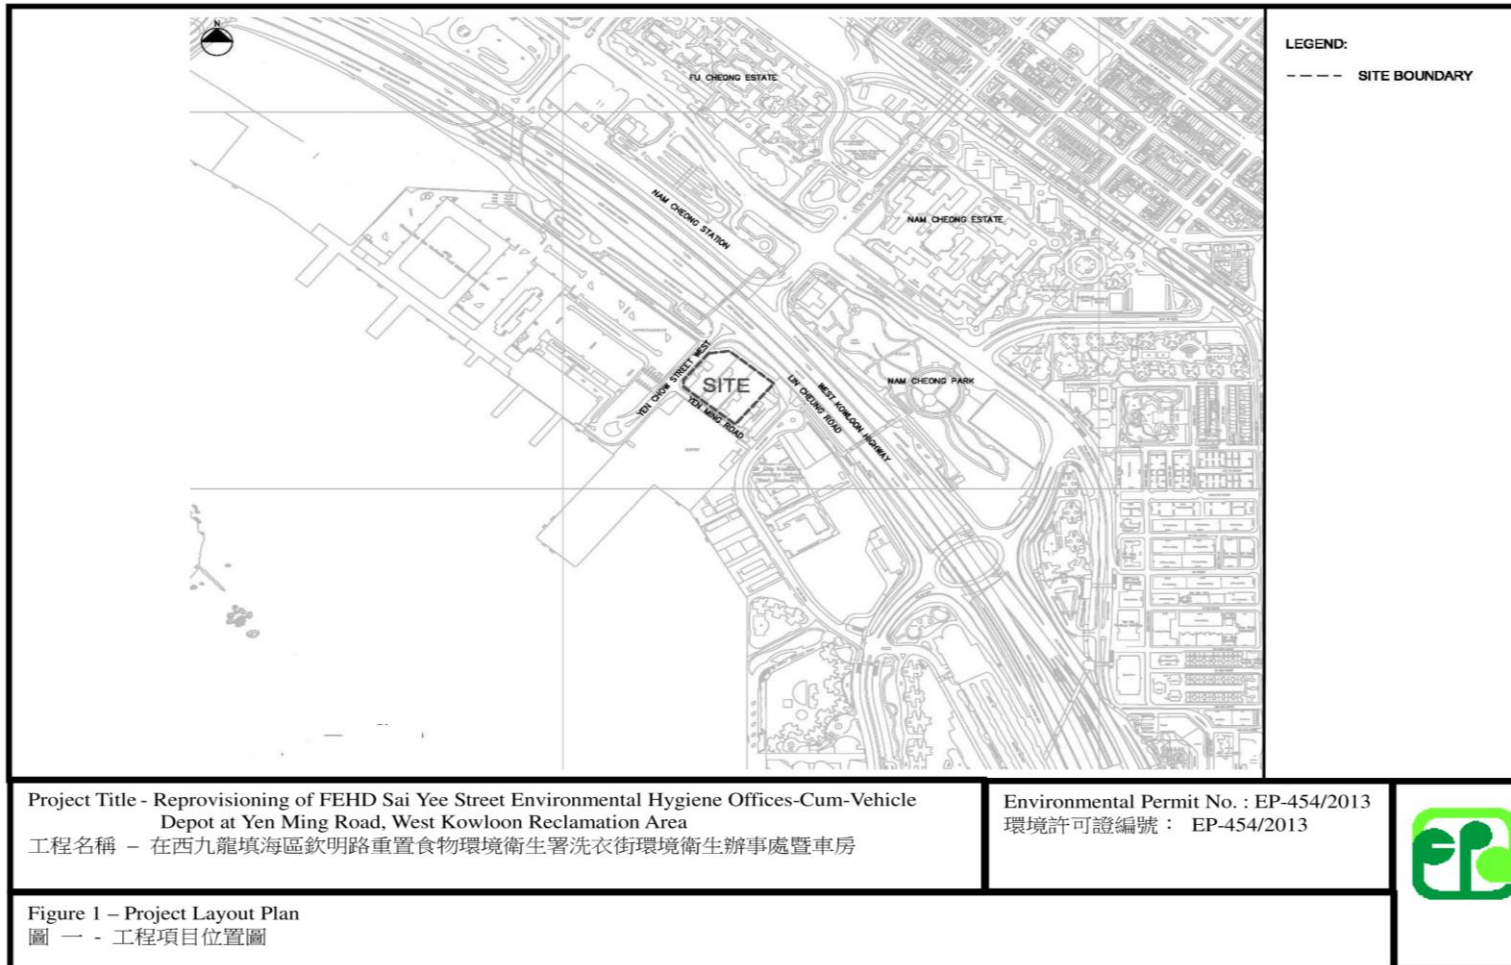 N
FU CHEONG ESTATE
NAM CHEONG STATION
NAM CHEONG ESTATE
YEN CHOW STREET WEST
SITE
YEN MING ROAD
LIN CHEUNG ROAD
WEST KOWLOON HIGHWAY
NAM CHEONG PARK
LEGEND:
SITE BOUNDARY
Project Title - Reprovisioning of FEHD Sai Yee Street Environmental Hygiene Offices-Cum-Vehicle
Depot at Yen Ming Road, West Kowloon Reclamation Area
工程名稱 – 在西九龍填海區欽明路重置食物環境衛生署洗衣街環境衛生辦事處暨車房
Environmental Permit No. : EP-454/2013
環境許可證編號： EP-454/2013
Figure 1 – Project Layout Plan
圖 一 - 工程項目位置圖